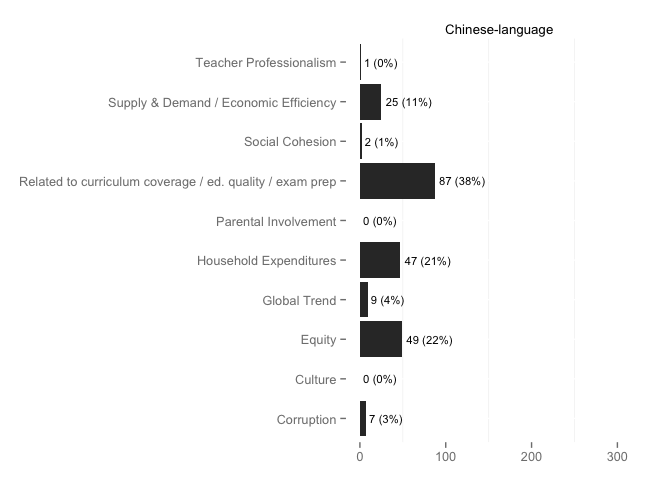 Chinese-language
Teacher Professionalism 1 (0%)
Supply & Demand / Economic Efficiency 25 (11%)
Social Cohesion 2 (1%)
Related to curriculum coverage / ed. quality / exam prep 87 (38%)
Parental Involvement 0 (0%)
Household Expenditures 47 (21%)
Global Trend 9 (4%)
Equity 49 (22%)
Culture 0 (0%)
Corruption 7 (3%)
0 100 200 300